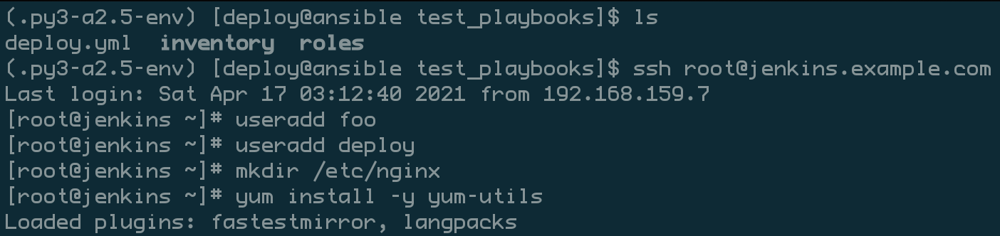 (.py3-a2.5-env) [deploy@ansible test_playbooks]$ ls
deploy.yml  inventory  roles
(.py3-a2.5-env) [deploy@ansible test_playbooks]$ ssh root@jenkins.example.com
Last login: Sat Apr 17 03:12:40 2021 from 192.168.159.7
[root@jenkins ~]# useradd foo
[root@jenkins ~]# useradd deploy
[root@jenkins ~]# mkdir /etc/nginx
[root@jenkins ~]# yum install -y yum-utils
Loaded plugins: fastestmirror, langpacks